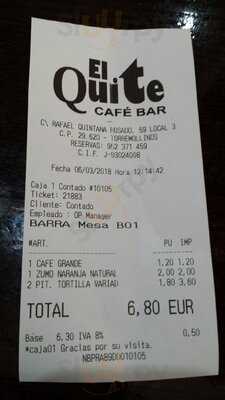 El
Quite
CAFÉ BAR
C\ RAFAEL QUINTANA ROSADO, 59 LOCAL 3
C.P. 29.620 - TORREMOLINOS
RESERVAS: 952 371 459
C.I.F. J-93024008
Fecha 06/03/2018 Hora 12:14:42
Caja 1 Contado #10105
Ticket: 21883
Cliente: Contado
Empleado : OP.Manager
BARRA Mesa B01
#ART. PU IMP
1 CAFE GRANDE 1,20 1,20
1 ZUMO NARANJA NATURAL 2,00 2,00
2 PIT. TORTILLA VARIAD 1,80 3,60
TOTAL 6,80 EUR
Base 6,30 IVA 8% 0,50
*caja01 Gracias por su visita.
NBPRAB9D0010105